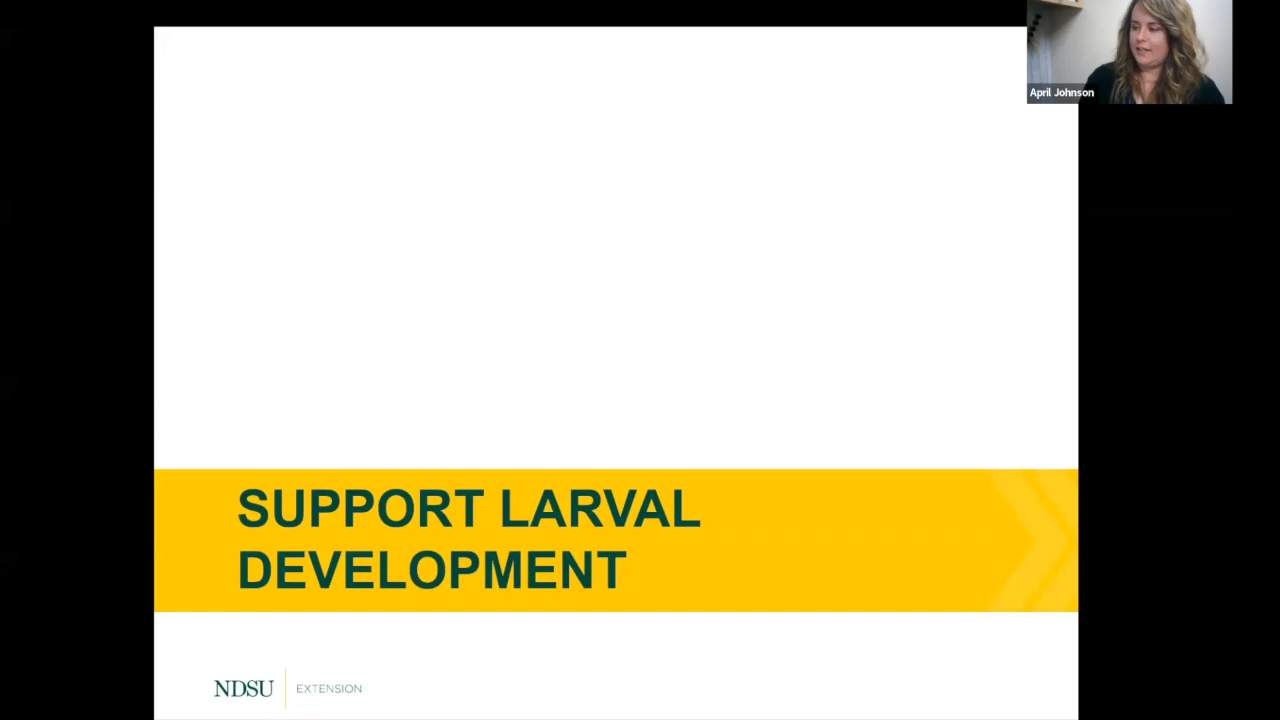 April Johnson
SUPPORT LARVAL
DEVELOPMENT
NDSU EXTENSION